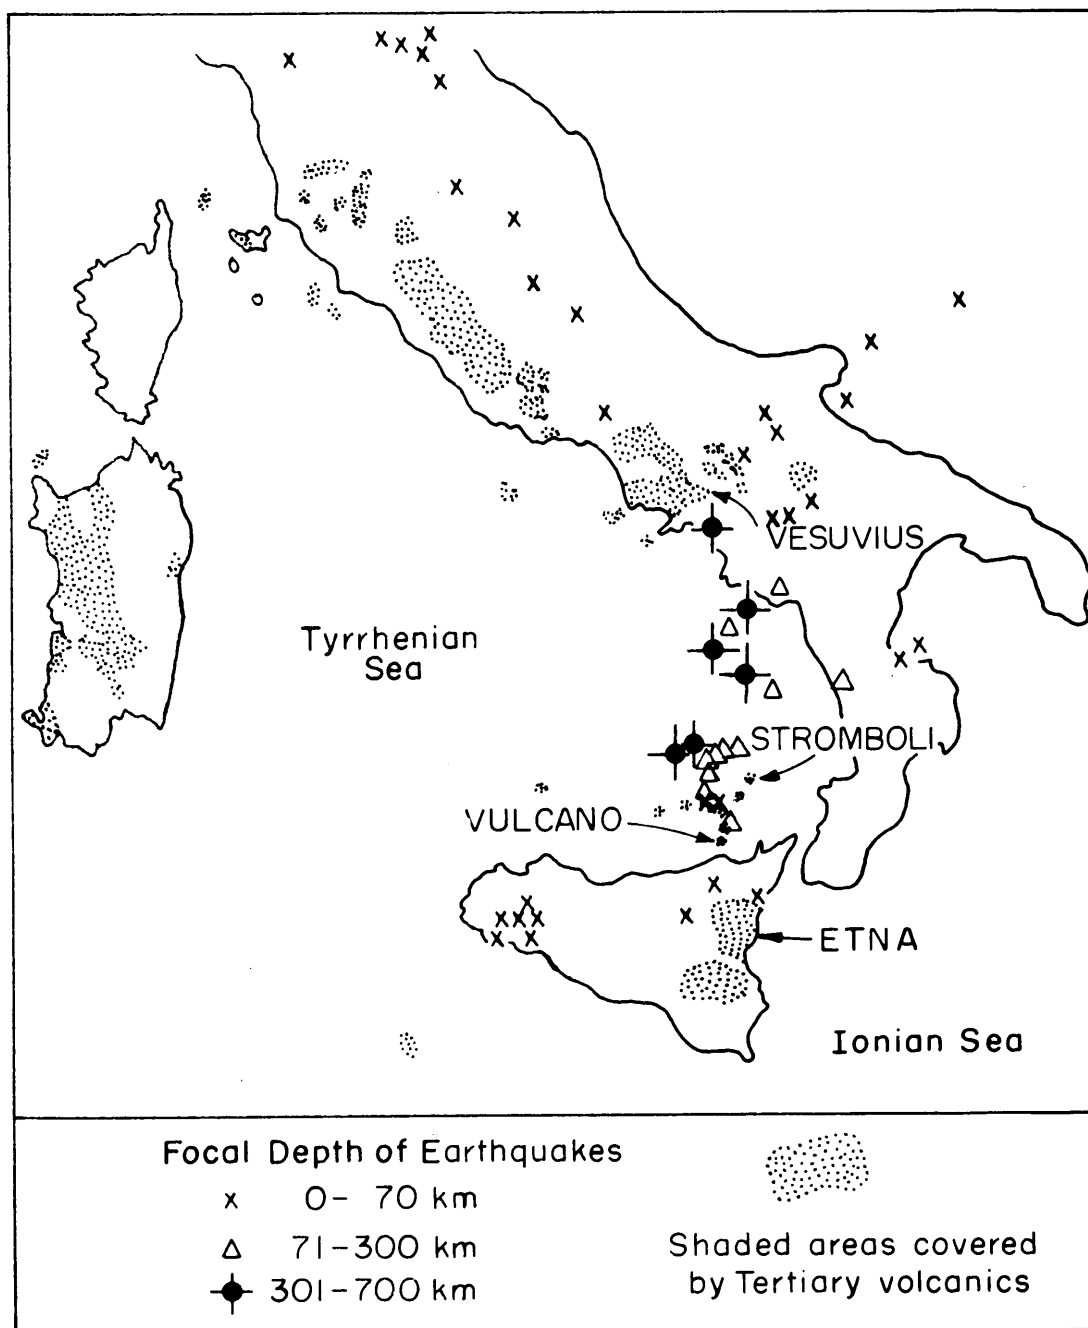 VESUVIUS
Tyrrhenian
Sea
STROMBOLI
VULCANO
ETNA
Ionian Sea
Focal Depth of Earthquakes
x 0- 70 km
△ 71-300 km
301-700 km
Shaded areas covered
by Tertiary volcanics